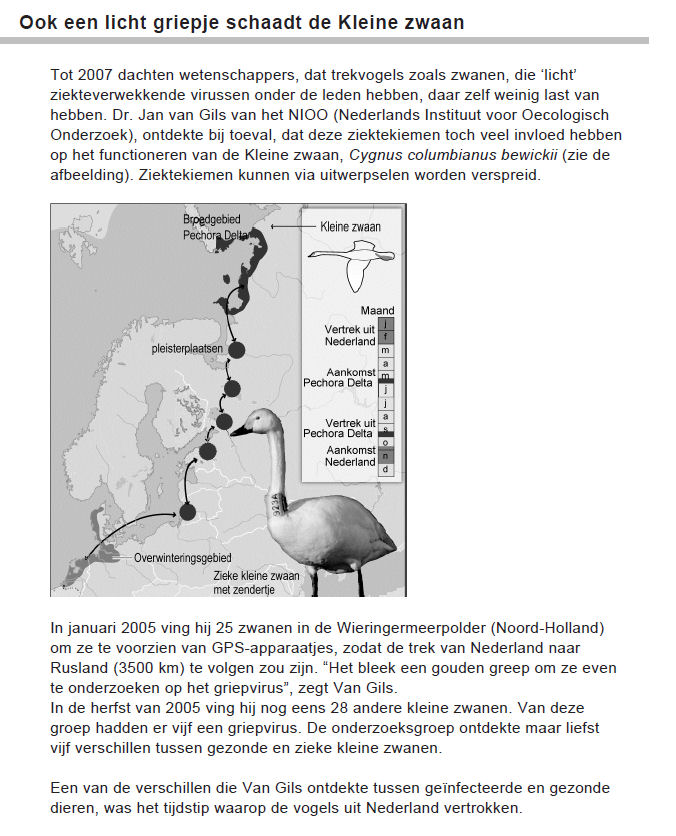 Ook een licht griepje schaadt de Kleine zwaan
Tot 2007 dachten wetenschappers, dat trekvogels zoals zwanen, die ‘licht’
ziekteverwekkende virussen onder de leden hebben, daar zelf weinig last van
hebben. Dr. Jan van Gils van het NIOO (Nederlands Instituut voor Oecologisch
Onderzoek), ontdekte bij toeval, dat deze ziektekiemen toch veel invloed hebben
op het functioneren van de Kleine zwaan, Cygnus columbianus bewickii (zie de
afbeelding). Ziektekiemen kunnen via uitwerpselen worden verspreid.
Broedgebied
Pechora Delta
Kleine zwaan
Maand
j
f
m
a
m
j
j
a
s
o
n
d
Vertrek uit
Nederland
Aankomst
Pechora Delta
Vertrek uit
Pechora Delta
Aankomst
Nederland
pleisterplaatsen
923A
Overwinteringsgebied
Zieke kleine zwaan
met zendertje
In januari 2005 ving hij 25 zwanen in de Wieringermeerpolder (Noord-Holland)
om ze te voorzien van GPS-apparaatjes, zodat de trek van Nederland naar
Rusland (3500 km) te volgen zou zijn. “Het bleek een gouden greep om ze even
te onderzoeken op het griepvirus”, zegt Van Gils.
In de herfst van 2005 ving hij nog eens 28 andere kleine zwanen. Van deze
groep hadden er vijf een griepvirus. De onderzoeksgroep ontdekte maar liefst
vijf verschillen tussen gezonde en zieke kleine zwanen.
Een van de verschillen die Van Gils ontdekte tussen geïnfecteerde en gezonde
dieren, was het tijdstip waarop de vogels uit Nederland vertrokken.